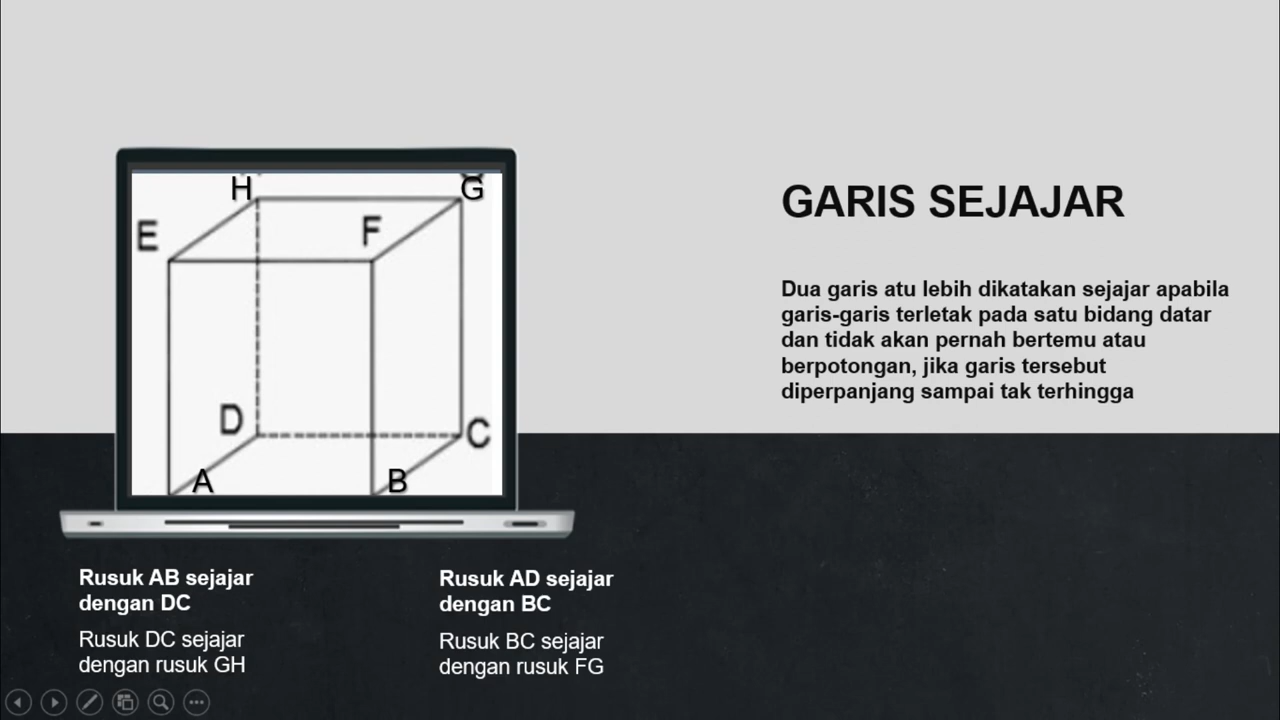 H
G
E
F
D
C
A
B
GARIS SEJAJAR
Dua garis atu lebih dikatakan sejajar apabila
garis-garis terletak pada satu bidang datar
dan tidak akan pernah bertemu atau
berpotongan, jika garis tersebut
diperpanjang sampai tak terhingga
Rusuk AB sejajar
dengan DC
Rusuk DC sejajar
dengan rusuk GH
Rusuk AD sejajar
dengan BC
Rusuk BC sejajar
dengan rusuk FG